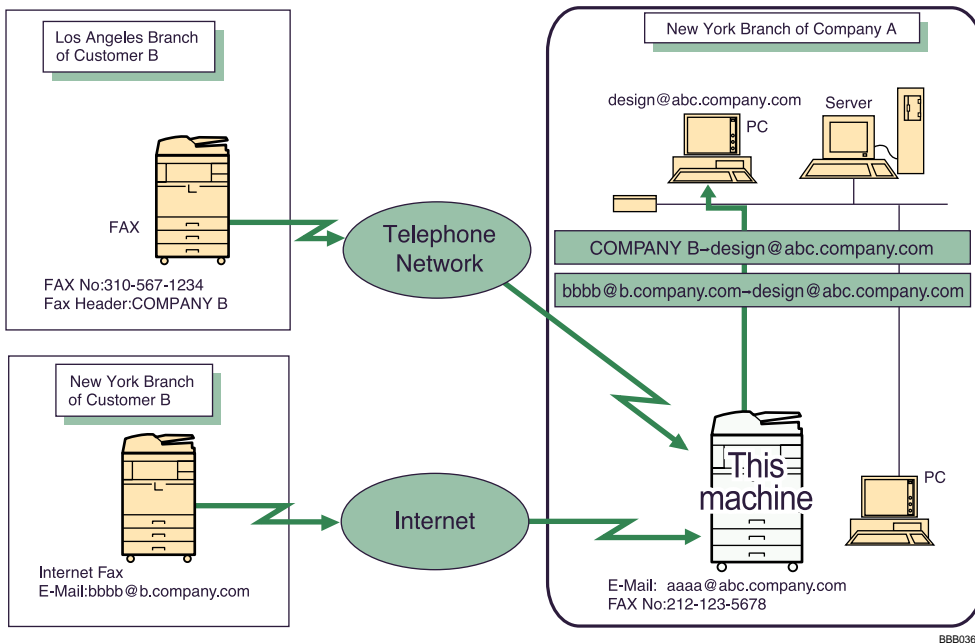 Los Angeles Branch
of Customer B
FAX
FAX No:310-567-1234
Fax Header:COMPANY B
New York Branch
of Customer B
Internet Fax
E-Mail:bbbb@b.company.com
Telephone
Network
Internet
New York Branch of Company A
design@abc.company.com
PC
Server
COMPANY B→design@abc.company.com
bbbb@b.company.com→design@abc.company.com
This
machine
PC
E-Mail: aaaa@abc.company.com
FAX No:212-123-5678
BBB036